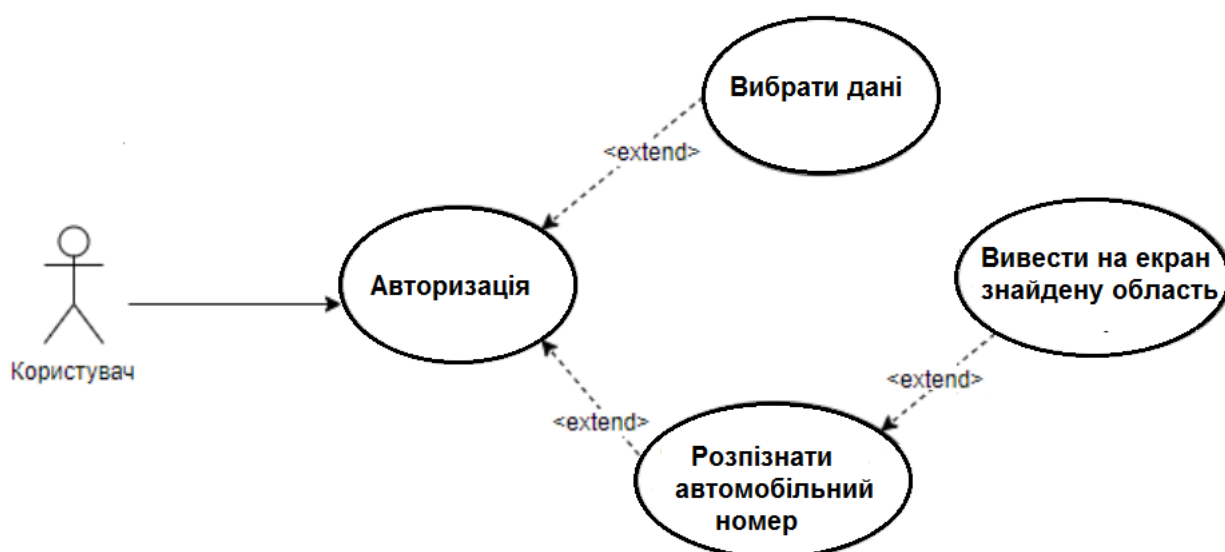 Вибрати дані
<extend>
Авторизація
Вивести на екран
знайдену область
Користувач
<extend>
<extend>
Розпізнати
автомобільний
номер